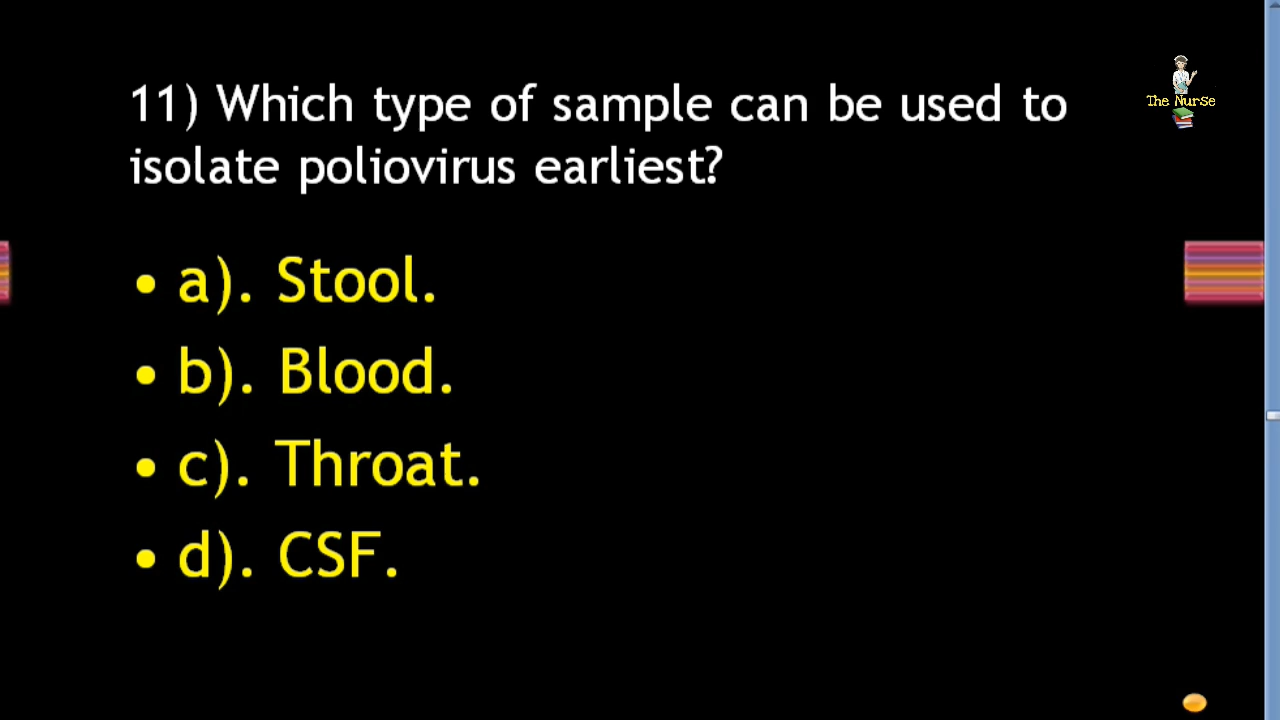 11) Which type of sample can be used to
isolate poliovirus earliest?
The Nurse
• a). Stool.
• b). Blood.
• c). Throat.
• d). CSF.